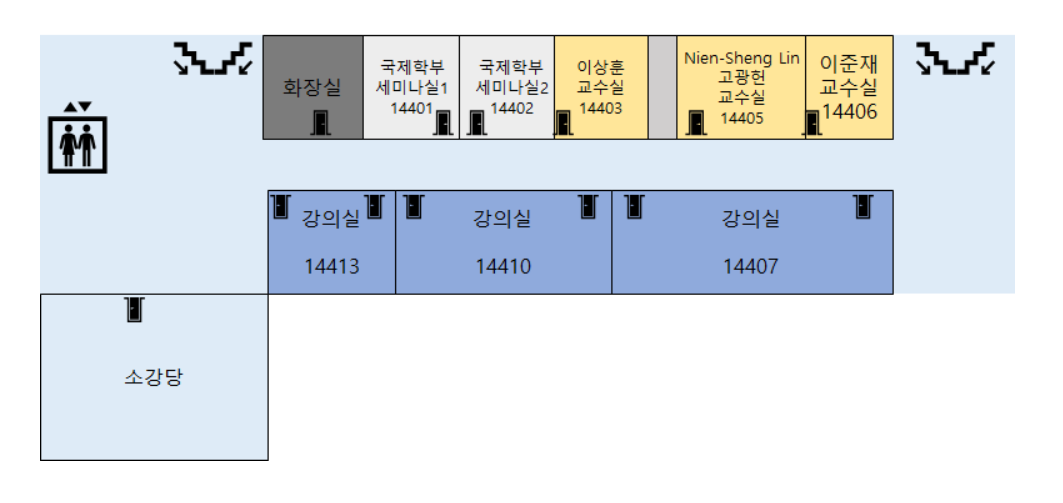 화장실
국제학부
세미나실1
14401
국제학부
세미나실2
14402
이상훈
교수실
14403
Nien-Sheng Lin
고광헌
교수실
14405
이준재
교수실
14406
강의실
14413
강의실
14410
강의실
14407
소강당